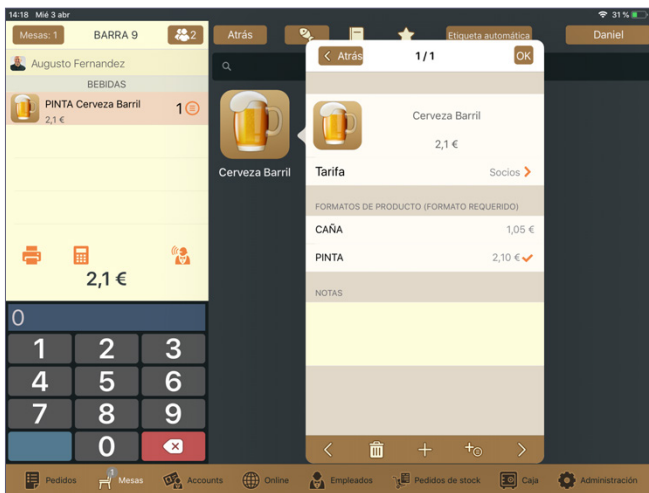 14:18 Mié 3 abr
31 %
Mesas: 1
BARRA 9
2
Atrás
Etiqueta automática
Daniel
Augusto Fernandez
BEBIDAS
PINTA Cerveza Barril
1
2,1 €
2,1 €
Cerveza Barril
Atrás
1/1
OK
Cerveza Barril
2,1 €
Tarifa
Socios
FORMATOS DE PRODUCTO (FORMATO REQUERIDO)
CAÑA
1,05 €
PINTA
2,10 €
NOTAS
0
1 2 3
4 5 6
7 8 9
0
Pedidos
Mesas
Accounts
Online
Empleados
Pedidos de stock
Caja
Administración